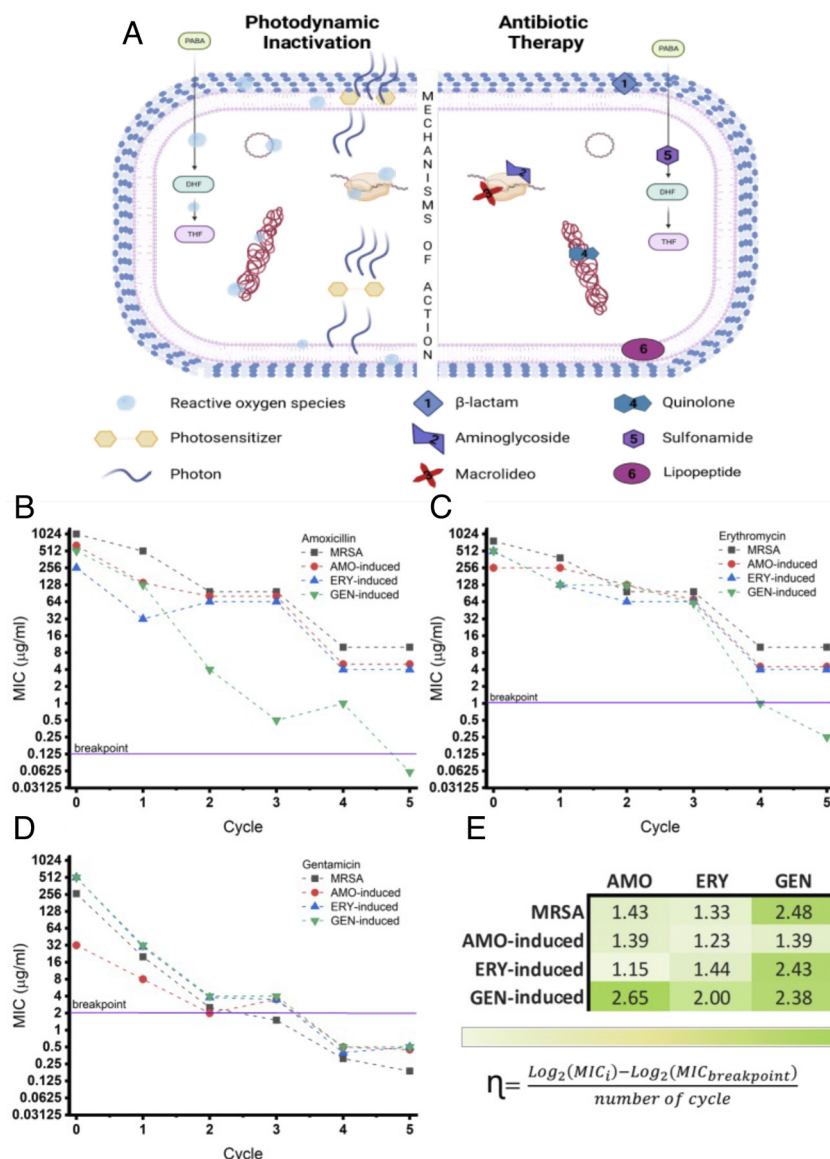 A
Photodynamic
Inactivation
Antibiotic
Therapy
PABA
DHF
THF
MECHANISMS OF ACTION
PABA
DHF
THF
1
2
3
4
5
6
Reactive oxygen species
Photosensitizer
Photon
1 β-lactam
2 Aminoglycoside
3 Macrolideo
4 Quinolone
5 Sulfonamide
6 Lipopeptide
B
Amoxicillin
MRSA
AMO-induced
ERY-induced
GEN-induced
MIC (μg/ml)
1024
512
256
128
64
32
16
8
4
2
1
0.5
0.25
0.125
0.0625
0.03125
breakpoint
0 1 2 3 4 5
Cycle
C
Erythromycin
MRSA
AMO-induced
ERY-induced
GEN-induced
MIC (μg/ml)
1024
512
256
128
64
32
16
8
4
2
1
0.5
0.25
0.125
0.0625
0.03125
breakpoint
0 1 2 3 4 5
Cycle
D
Gentamicin
MRSA
AMO-induced
ERY-induced
GEN-induced
MIC (μg/ml)
1024
512
256
128
64
32
16
8
4
2
1
0.5
0.25
0.125
0.0625
0.03125
breakpoint
0 1 2 3 4 5
Cycle
E
AMO ERY GEN
MRSA 1.43 1.33 2.48
AMO-induced 1.39 1.23 1.39
ERY-induced 1.15 1.44 2.43
GEN-induced 2.65 2.00 2.38
η= Log₂(MICᵢ)−Log₂(MIC_breakpoint)
number of cycle